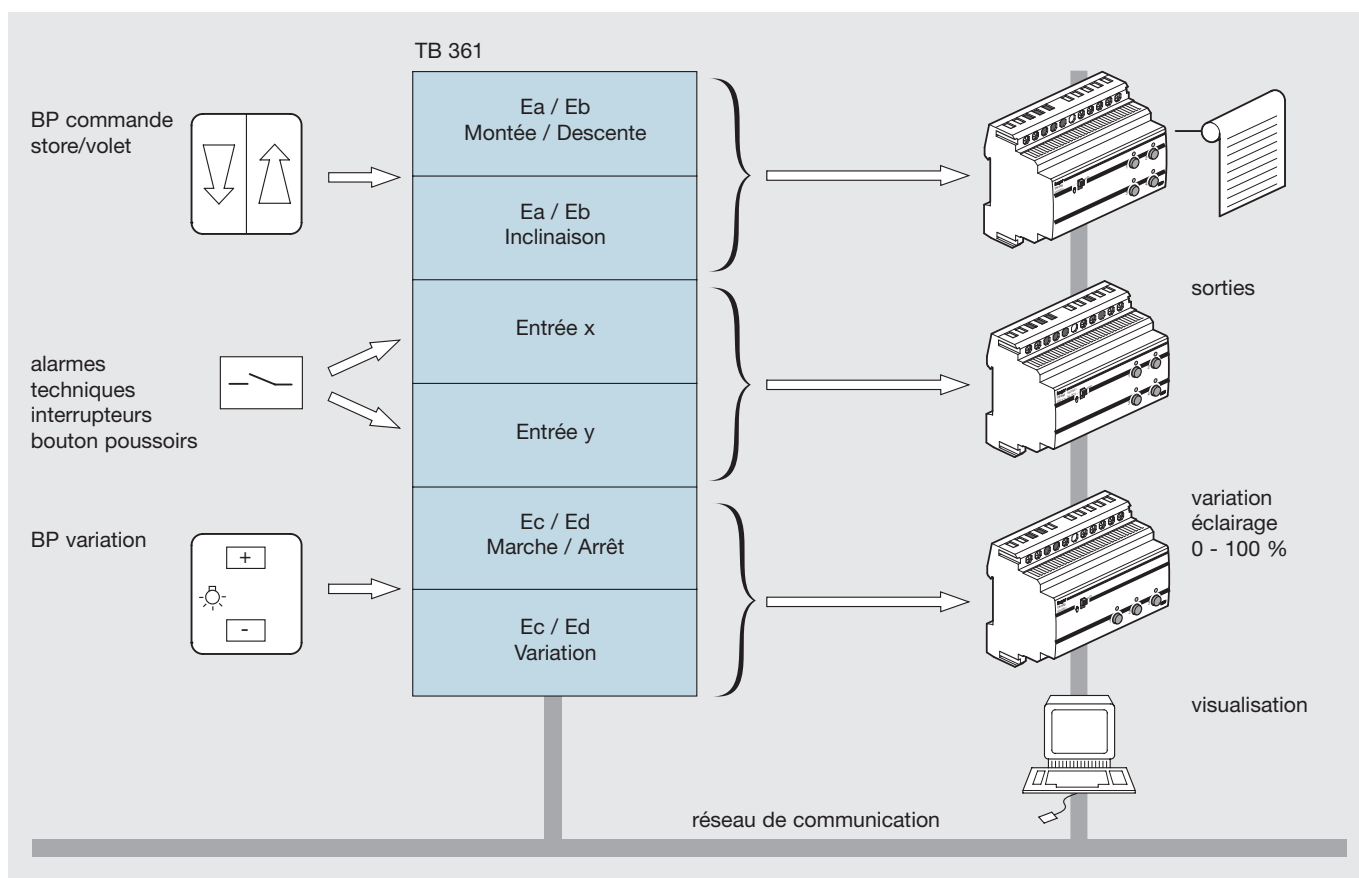 TB 361
BP commande
store/volet
Ea / Eb
Montée / Descente
Ea / Eb
Inclinaison
sorties
alarmes
techniques
interrupteurs
bouton poussoirs
Entrée x
Entrée y
BP variation
+
-
Ec / Ed
Marche / Arrêt
Ec / Ed
Variation
variation
éclairage
0 - 100 %
visualisation
réseau de communication